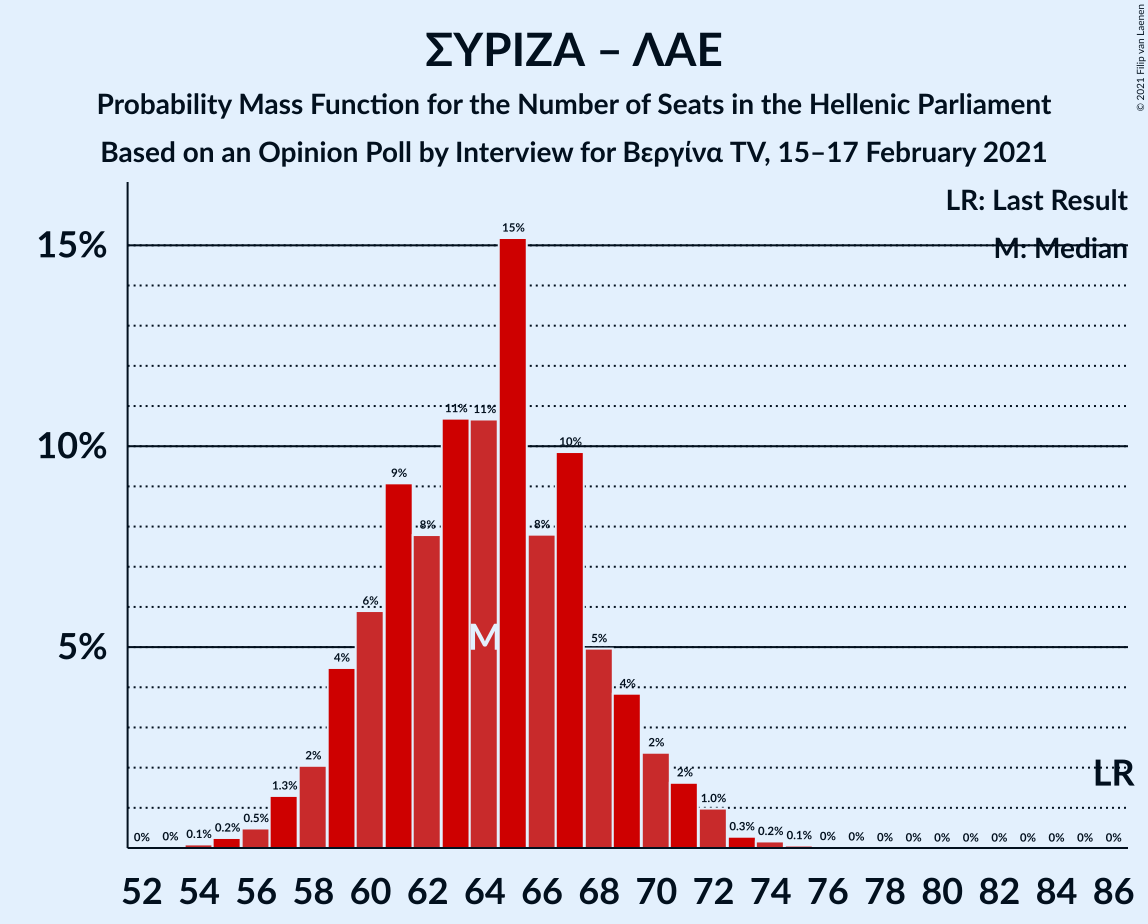 ΣΥΡΙΖΑ – ΛΑΕ
Probability Mass Function for the Number of Seats in the Hellenic Parliament
Based on an Opinion Poll by Interview for Βεργίνα TV, 15–17 February 2021
© 2021 Filip van Laenen
LR: Last Result
M: Median
15%
10%
5%
0% 0% 0.1% 0.2% 0.5% 1.3% 2% 4% 6% 9% 8% 11% 11% 15% 8% 10% 5% 4% 2% 2% 1.0% 0.3% 0.2% 0.1% 0% 0% 0% 0% 0% 0% 0% 0% 0% 0% 0%
M
LR
52 54 56 58 60 62 64 66 68 70 72 74 76 78 80 82 84 86